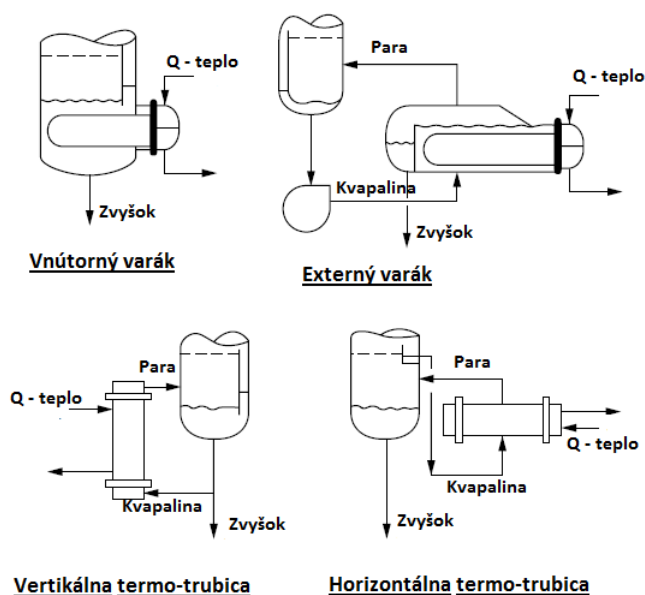 Q - teplo
Zvyšok
Vnútorný varák
Para
Q - teplo
Kvapalina
Zvyšok
Externý varák
Para
Q - teplo
Kvapalina
Zvyšok
Vertikálna termo-trubica
Para
Q - teplo
Kvapalina
Zvyšok
Horizontálna termo-trubica